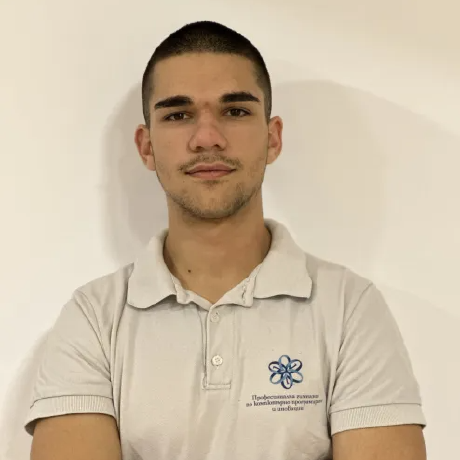 Професионална гимназия
по компютърно програмиране
и иновации